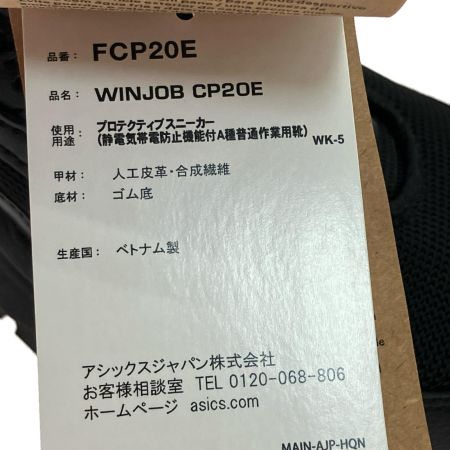 品番： FCP20E
品名： WINJOB CP20E
使用用途： プロテクティブスニーカー
(静電気帯電防止機能付A種普通作業用靴) WK-5
甲材： 人工皮革・合成繊維
底材： ゴム底
生産国： ベトナム製
アシックスジャパン株式会社
お客様相談室 TEL 0120-068-806
ホームページ asics.com
MAIN-AJP-HQN